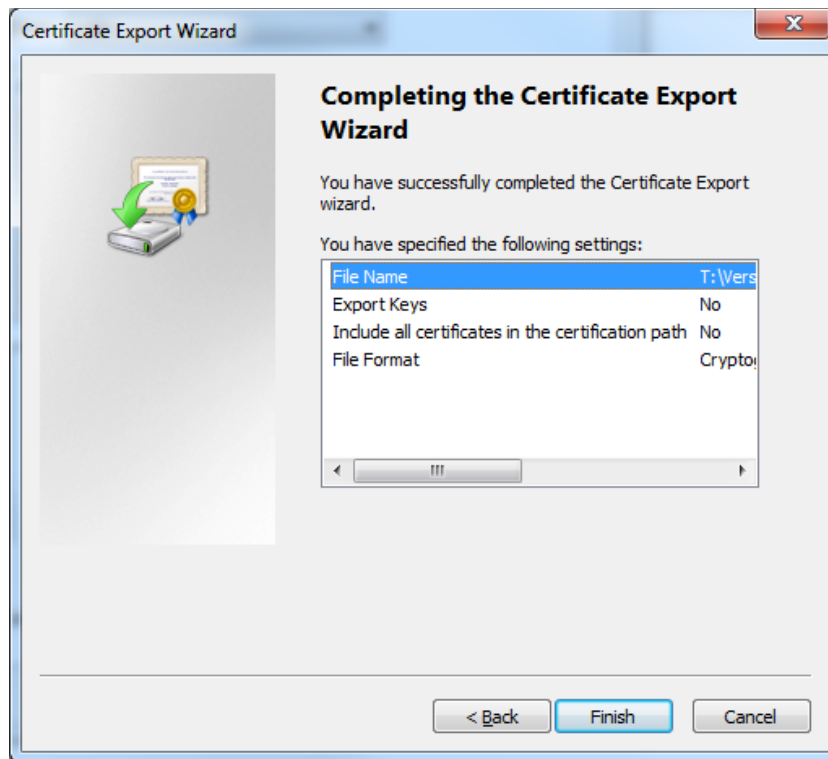 Certificate Export Wizard
Completing the Certificate Export
Wizard
You have successfully completed the Certificate Export
wizard.
You have specified the following settings:
File Name T:\Vers
Export Keys No
Include all certificates in the certification path No
File Format Crypto
< Back Finish Cancel